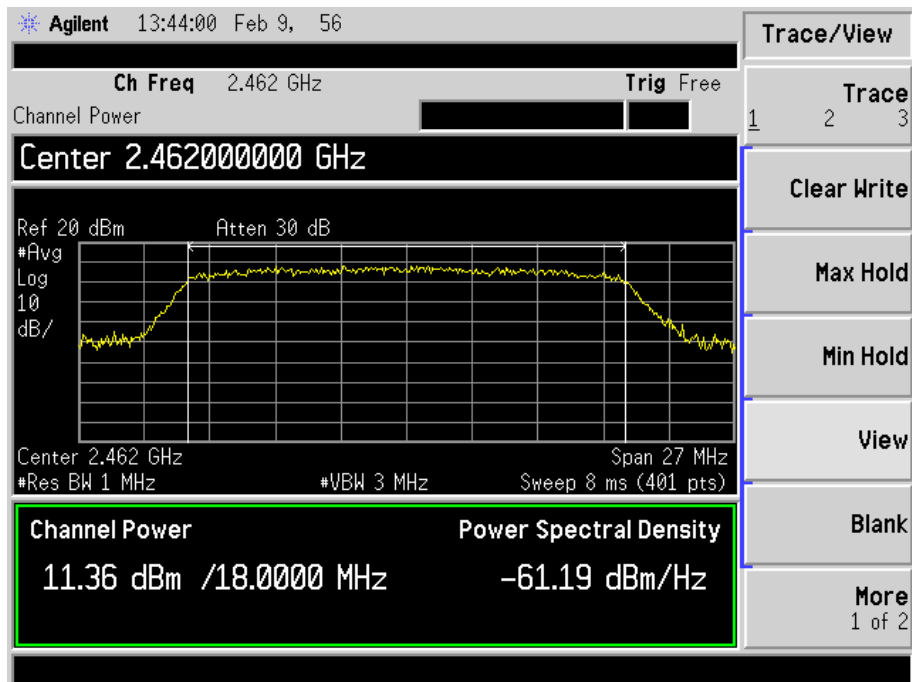 Agilent 13:44:00 Feb 9, 56
Ch Freq 2.462 GHz Trig Free
Channel Power
Center 2.462000000 GHz
Ref 20 dBm Atten 30 dB
#Avg
Log
10
dB/
Center 2.462 GHz Span 27 MHz
#Res BW 1 MHz #VBW 3 MHz Sweep 8 ms (401 pts)
Channel Power Power Spectral Density
11.36 dBm /18.0000 MHz -61.19 dBm/Hz
Trace/View
Trace
1 2 3
Clear Write
Max Hold
Min Hold
View
Blank
More
1 of 2